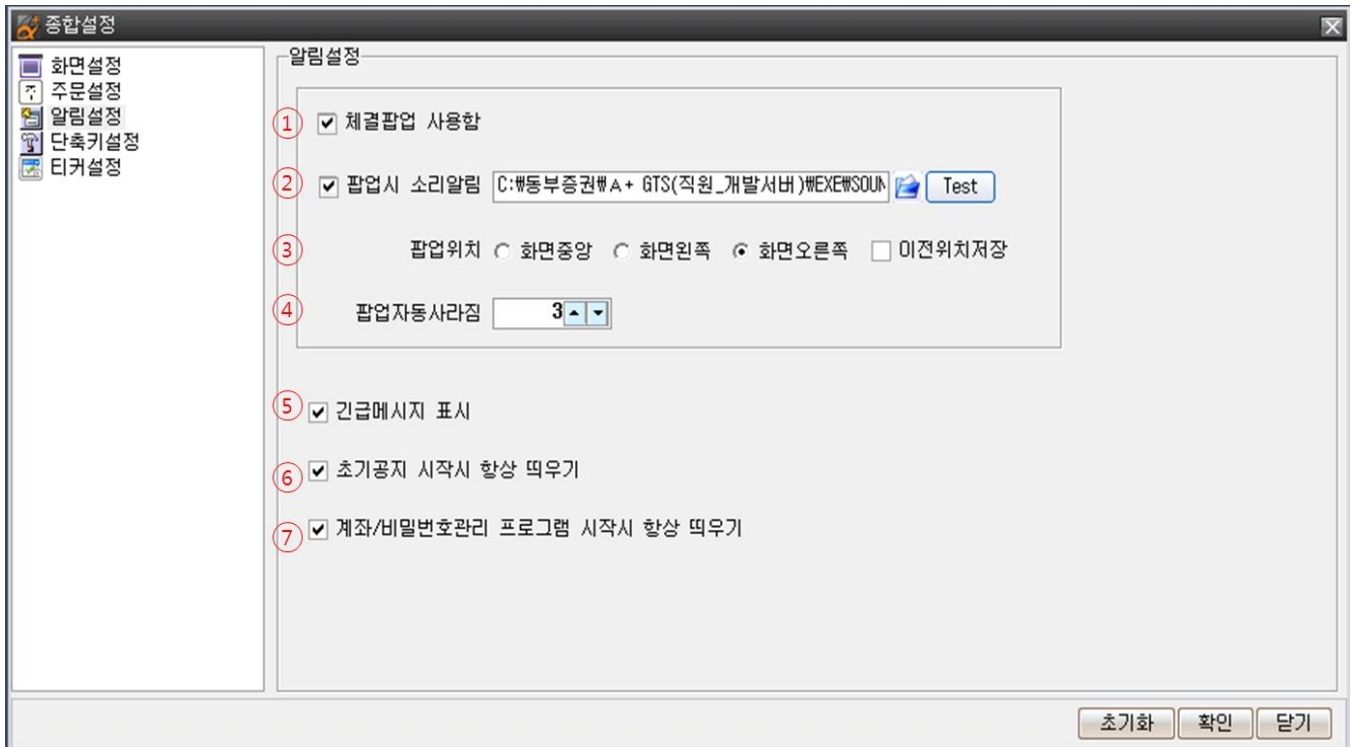 종합설정
화면설정
주문설정
알림설정
단축키설정
티커설정
알림설정
① 체결팝업 사용함
② 팝업시 소리알림 C:₩동부증권₩A+ GTS(직원_개발서버)₩EXE₩SOUN Test
③ 팝업위치 화면중앙 화면왼쪽 화면오른쪽 이전위치저장
④ 팝업자동사라짐 3
⑤ 긴급메시지 표시
⑥ 초기공지 시작시 항상 띄우기
⑦ 계좌/비밀번호관리 프로그램 시작시 항상 띄우기
초기화 확인 닫기